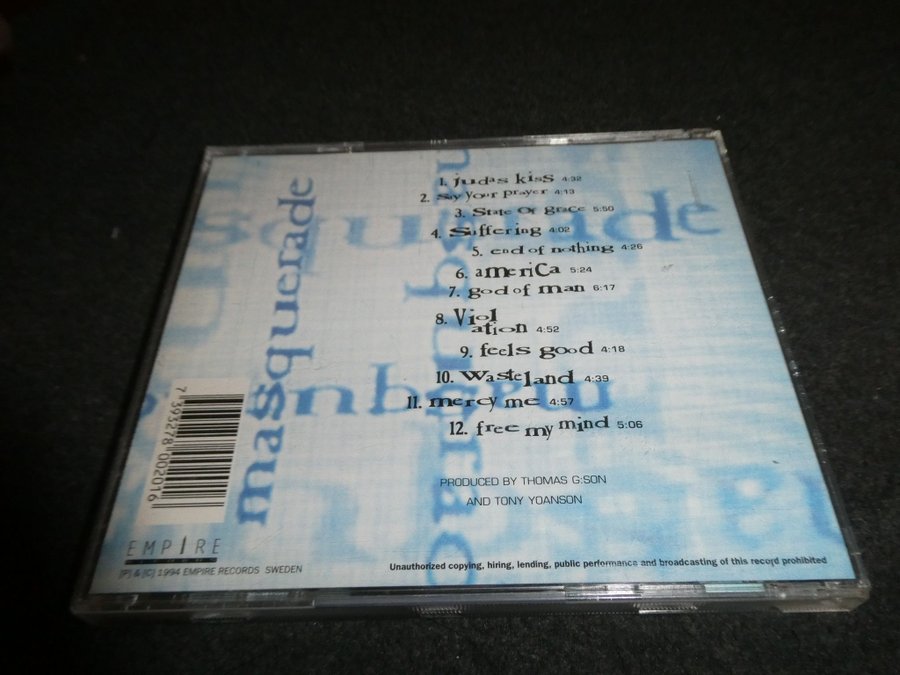 1. judas kiss 4:32
2. Say your prayer 4:13
3. State Of grace 5:50
4. Suffering 4:02
5. end of nothing 4:26
6. america 5:24
7. god of man 6:17
8. Viol
ation 4:52
9. feels good 4:18
10. Wasteland 4:39
11. mercy me 4:57
12. free my mind 5:06
PRODUCED BY THOMAS G:SON
AND TONY YOANSON
masquerade
7 393278 002016
EMPIRE
[P] & [C] 1994 EMPIRE RECORDS SWEDEN
Unauthorized copying, hiring, lending, public performance and broadcasting of this record prohibited